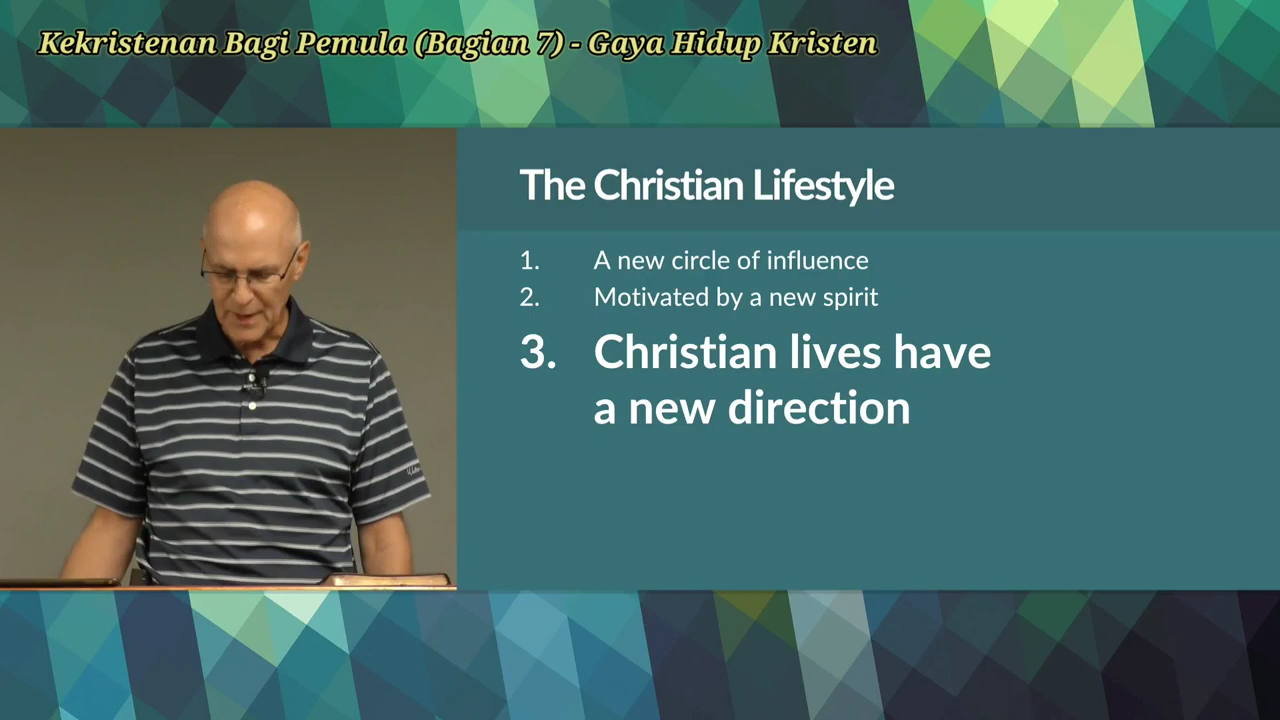 Kekristenan Bagi Pemula (Bagian 7) - Gaya Hidup Kristen
The Christian Lifestyle
1. A new circle of influence
2. Motivated by a new spirit
3. Christian lives have
a new direction